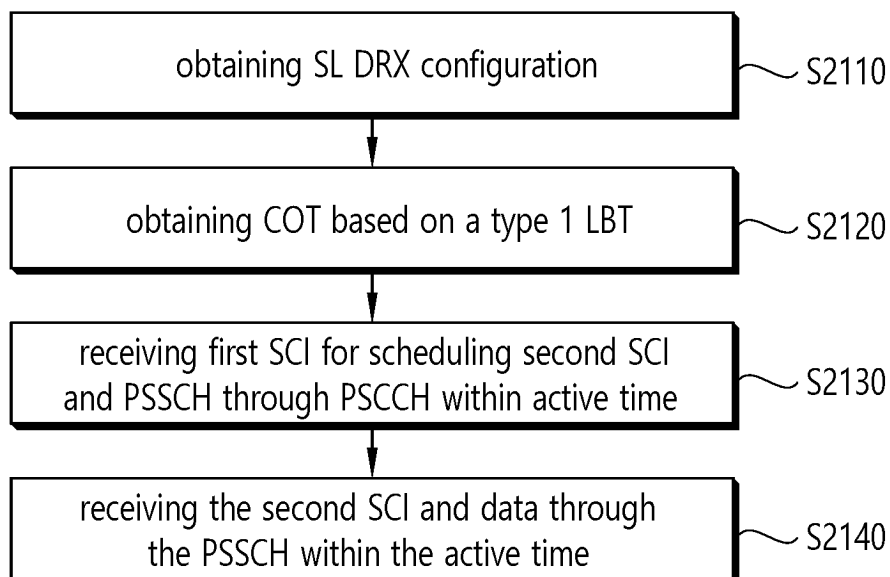 obtaining SL DRX configuration
S2110
obtaining COT based on a type 1 LBT
S2120
receiving first SCI for scheduling second SCI
and PSSCH through PSCCH within active time
S2130
receiving the second SCI and data through
the PSSCH within the active time
S2140